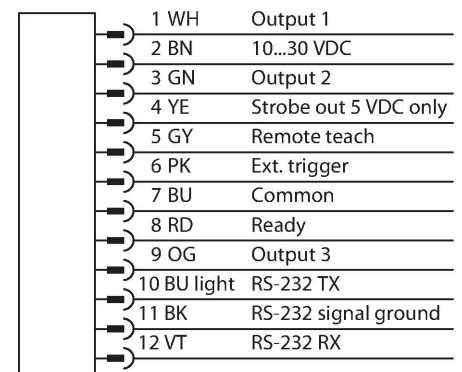 1 WH Output 1
2 BN 10...30 VDC
3 GN Output 2
4 YE Strobe out 5 VDC only
5 GY Remote teach
6 PK Ext. trigger
7 BU Common
8 RD Ready
9 OG Output 3
10 BU light RS-232 TX
11 BK RS-232 signal ground
12 VT RS-232 RX